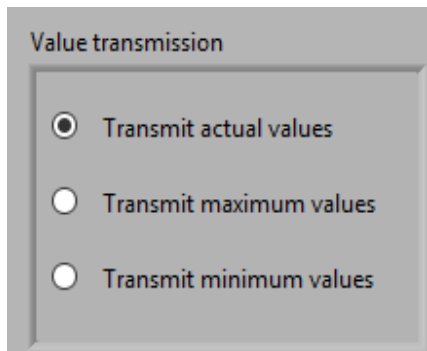 Value transmission
Transmit actual values
Transmit maximum values
Transmit minimum values